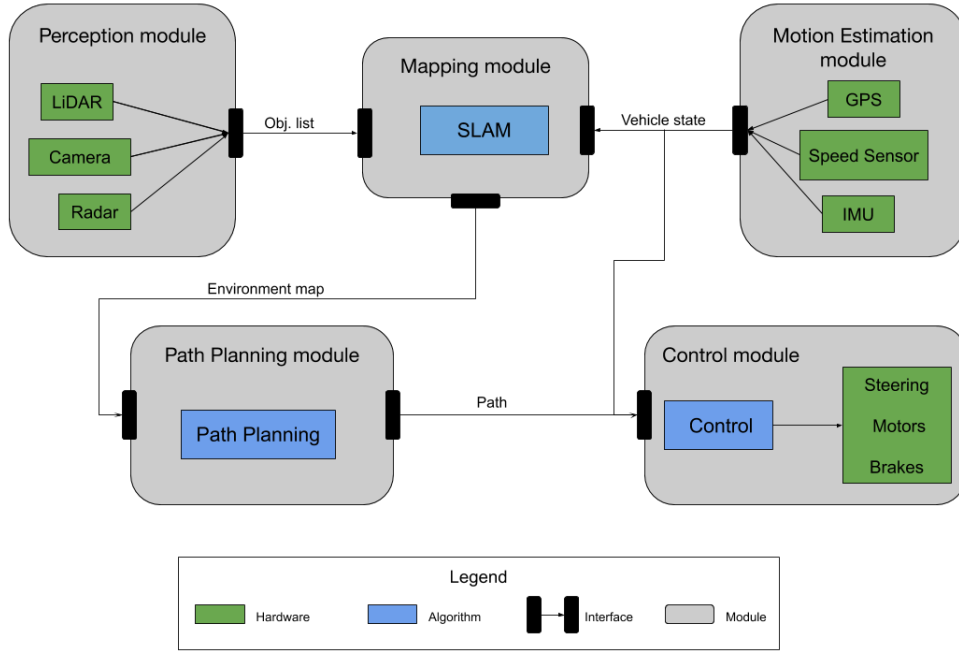 Perception module
LiDAR
Camera
Radar
Obj. list
Mapping module
SLAM
Vehicle state
Motion Estimation
module
GPS
Speed Sensor
IMU
Environment map
Path Planning module
Path Planning
Path
Control module
Control
Steering
Motors
Brakes
Legend
Hardware
Algorithm
Interface
Module